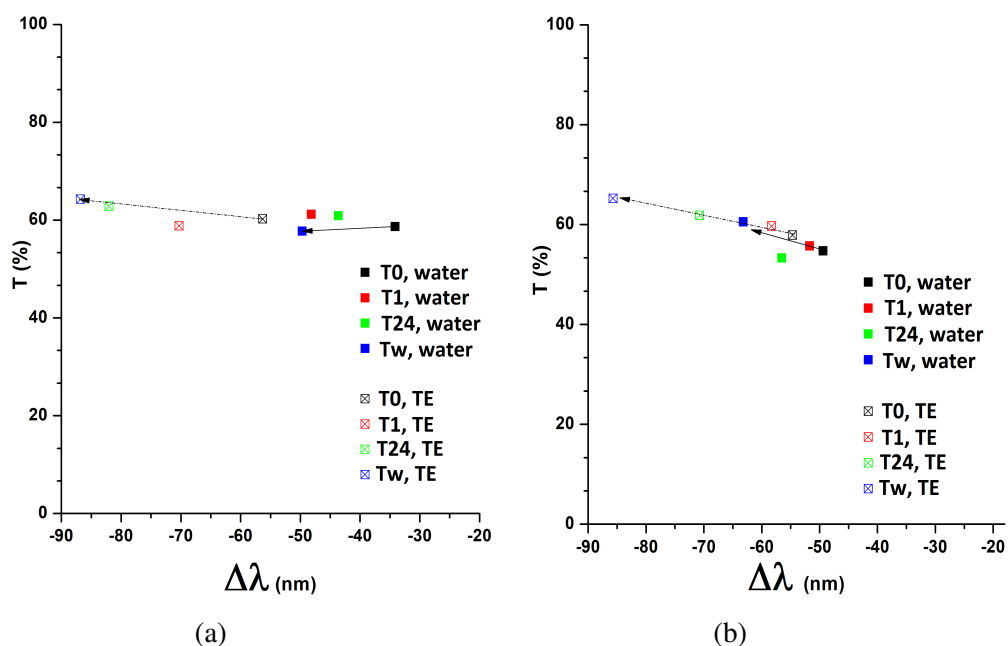 100
80
60
40
20
0
T (%)
-90 -80 -70 -60 -50 -40 -30 -20
Δλ (nm)
T0, water
T1, water
T24, water
Tw, water
T0, TE
T1, TE
T24, TE
Tw, TE
(a)
100
80
60
40
20
0
T (%)
-90 -80 -70 -60 -50 -40 -30 -20
Δλ (nm)
T0, water
T1, water
T24, water
Tw, water
T0, TE
T1, TE
T24, TE
Tw, TE
(b)